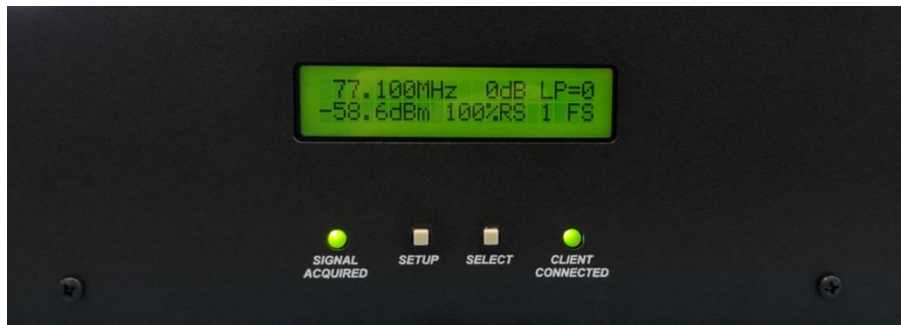 77.100MHz 0dB LP=0
-58.6dBm 100%RS 1 FS
SIGNAL ACQUIRED
SETUP
SELECT
CLIENT CONNECTED